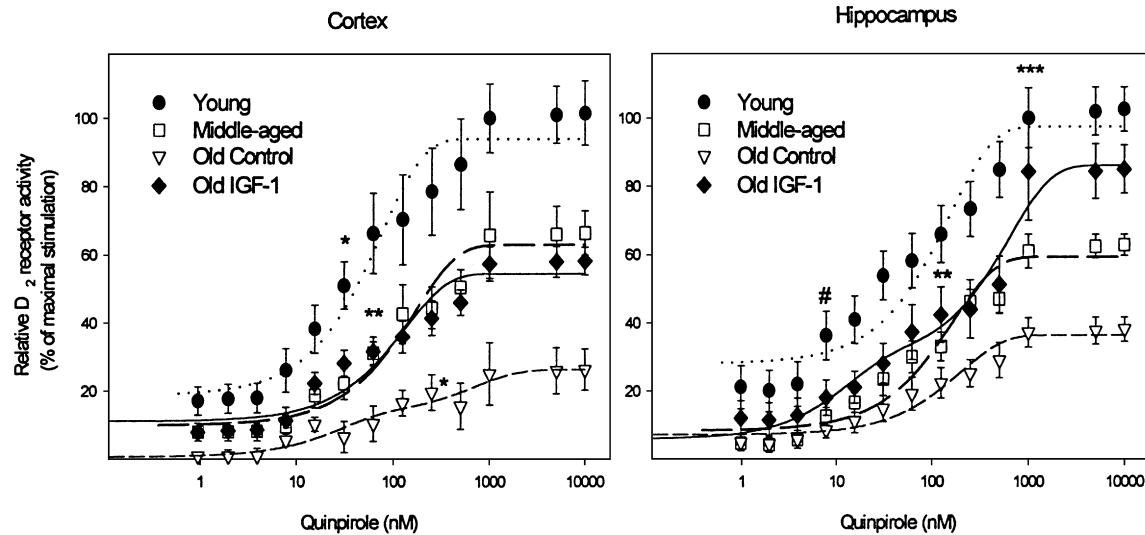 Cortex
Hippocampus
Relative D 2 receptor activity
(% of maximal stimulation)
100
80
60
40
20
Young
Middle-aged
Old Control
Old IGF-1
*
**
*
1
10
100
1000
10000
Quinpirole (nM)
100
80
60
40
20
Young
Middle-aged
Old Control
Old IGF-1
***
#
**
1
10
100
1000
10000
Quinpirole (nM)